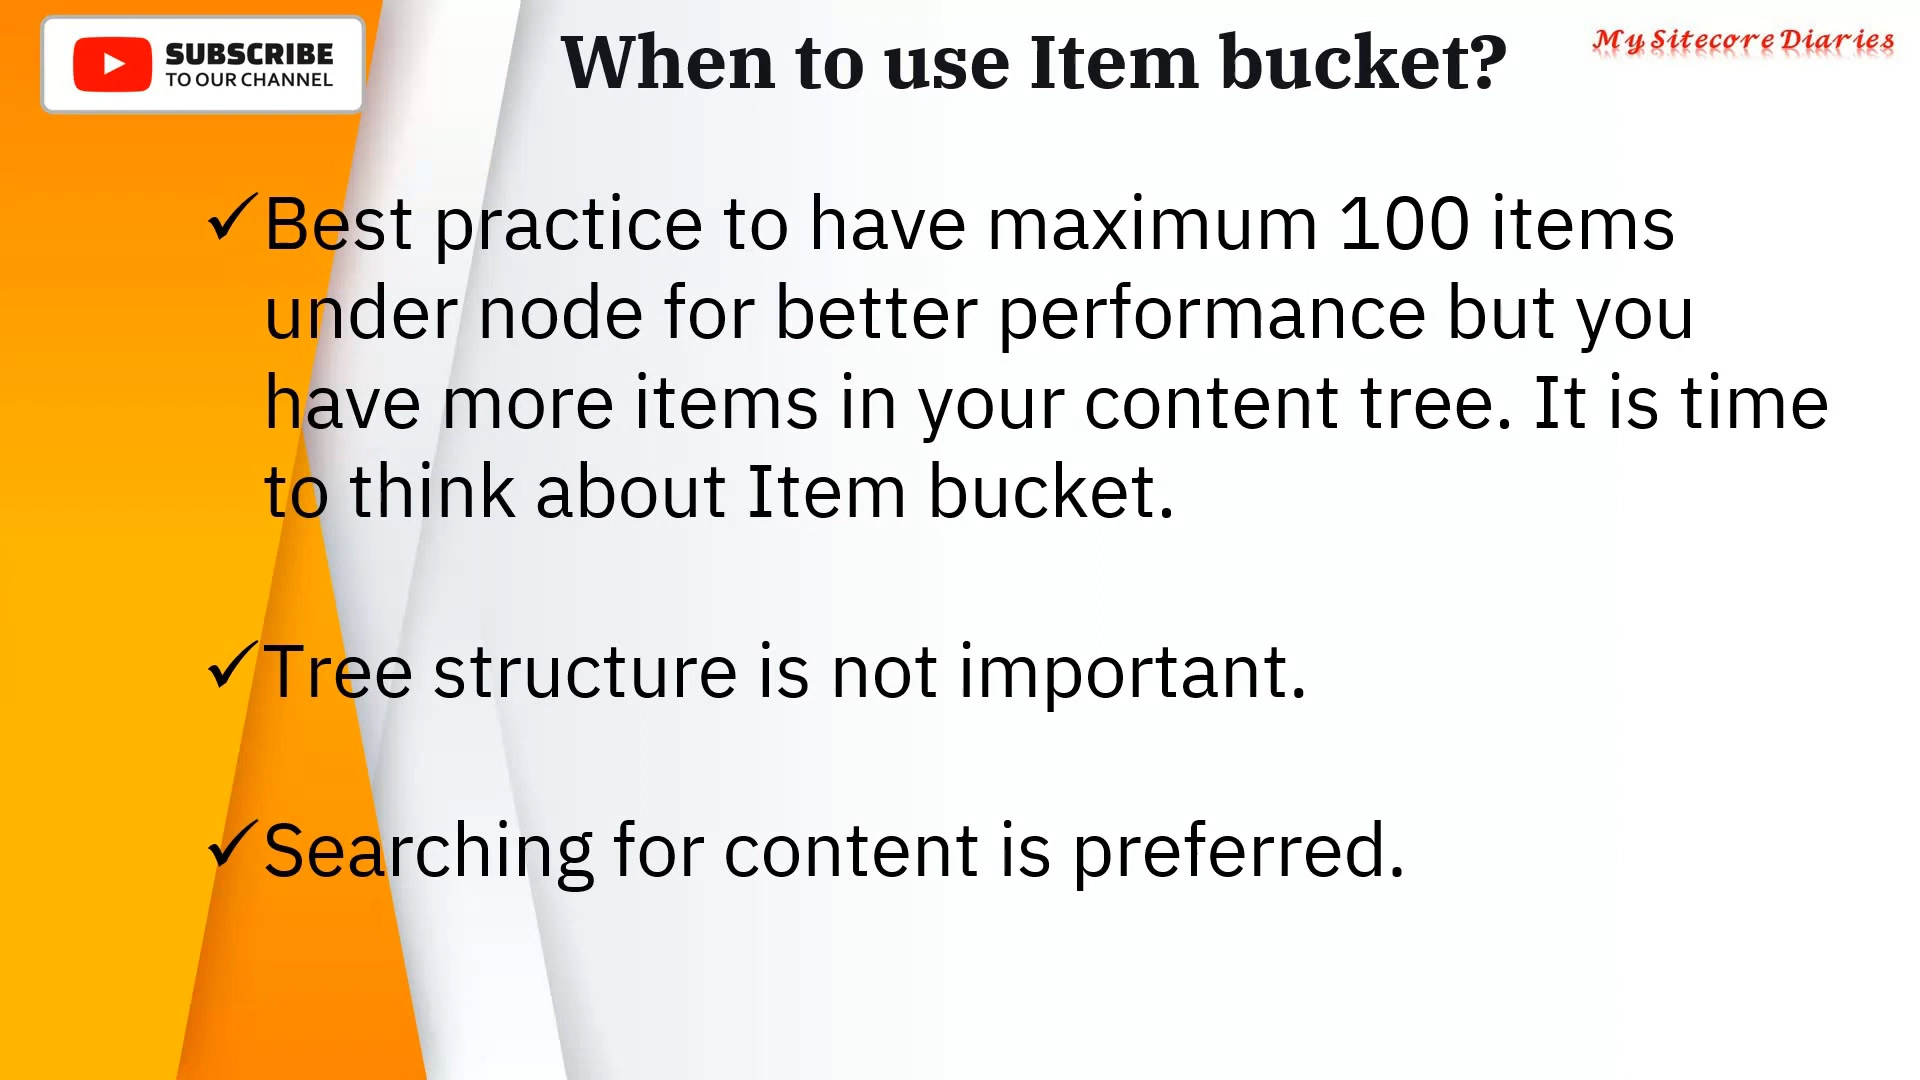 SUBSCRIBE
TO OUR CHANNEL
When to use Item bucket?
My Sitecore Diaries
✓Best practice to have maximum 100 items
under node for better performance but you
have more items in your content tree. It is time
to think about Item bucket.
✓Tree structure is not important.
✓Searching for content is preferred.